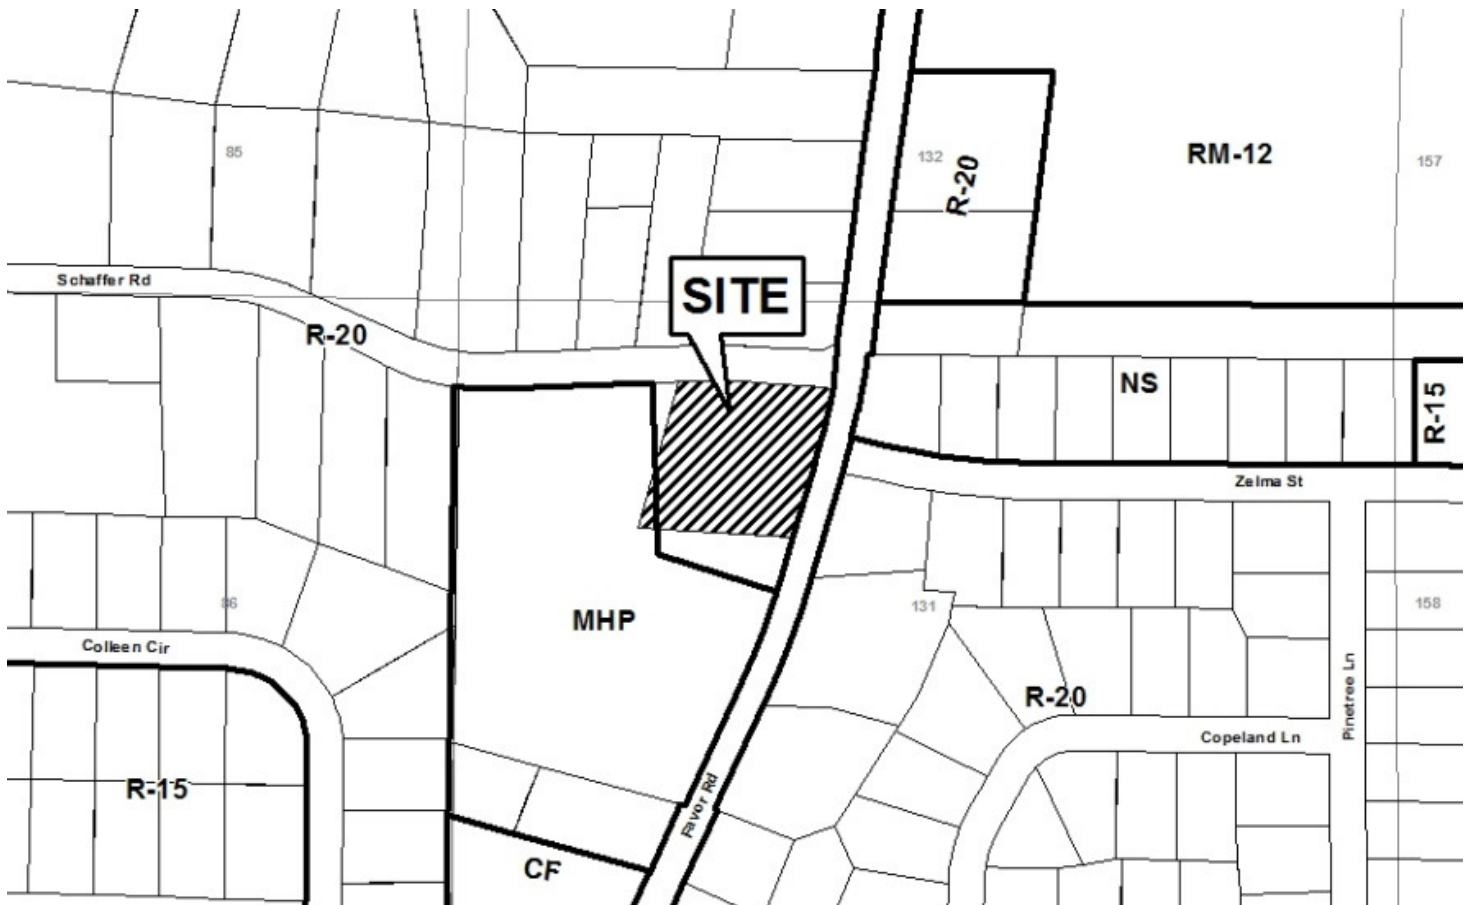 85
132
R-20
RM-12
157
Schaffer Rd
SITE
R-20
NS
R-15
Zelma St
86
MHP
131
158
Colleen Cir
R-20
Pinetree Ln
Copeland Ln
R-15
Favor Rd
CF